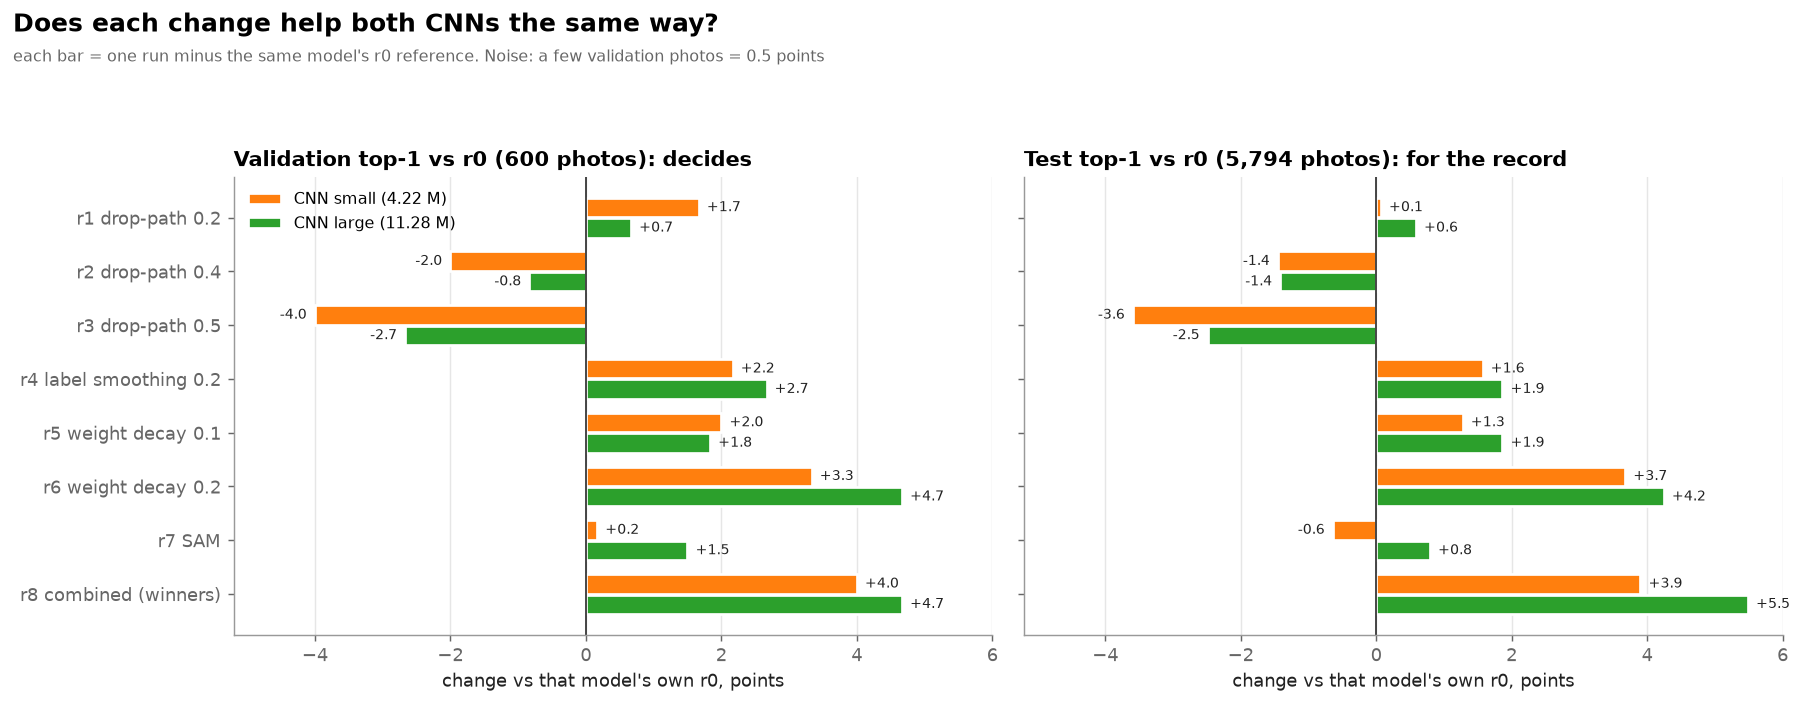 Does each change help both CNNs the same way?
each bar = one run minus the same model's r0 reference. Noise: a few validation photos = 0.5 points
Validation top-1 vs r0 (600 photos): decides
CNN small (4.22 M)
CNN large (11.28 M)
r1 drop-path 0.2
+1.7
+0.7
r2 drop-path 0.4
-2.0
-0.8
r3 drop-path 0.5
-4.0
-2.7
r4 label smoothing 0.2
+2.2
+2.7
r5 weight decay 0.1
+2.0
+1.8
r6 weight decay 0.2
+3.3
+4.7
r7 SAM
+0.2
+1.5
r8 combined (winners)
+4.0
+4.7
−4 −2 0 2 4 6
change vs that model's own r0, points
Test top-1 vs r0 (5,794 photos): for the record
+0.1
+0.6
-1.4
-1.4
-3.6
-2.5
+1.6
+1.9
+1.3
+1.9
+3.7
+4.2
-0.6
+0.8
+3.9
+5.5
−4 −2 0 2 4 6
change vs that model's own r0, points